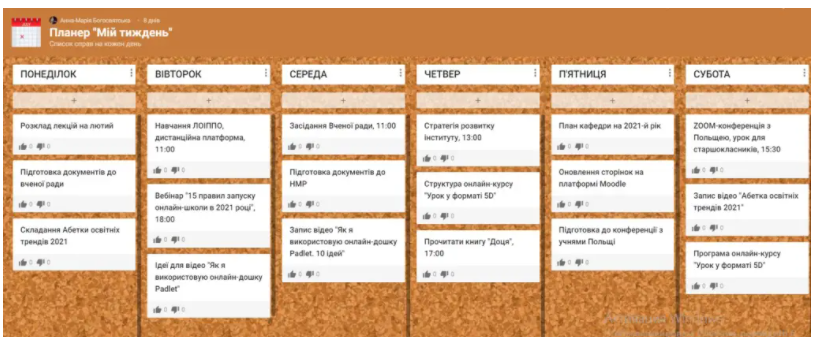 Анна-Марія Богосвятська · 8 днів
Планер "Мій тиждень"
Список справ на кожен день
ПОНЕДІЛОК
+
Розклад лекцій на лютий
0 0
Підготовка документів до
вченої ради
0 0
Складання Абетки освітніх
трендів 2021
0 0
ВІВТОРОК
+
Навчання ЛОІППО,
дистанційна платформа,
11:00
0 0
Вебінар "15 правил запуску
онлайн-школи в 2021 році",
18:00
0 0
Ідеї для відео "Як я
використовую онлайн-дошку
Padlet"
0 0
СЕРЕДА
+
Засідання Вченої ради, 11:00
0 0
Підготовка документів до
НМР
0 0
Запис відео "Як я
використовую онлайн-дошку
Padlet. 10 ідей"
0 0
ЧЕТВЕР
+
Стратегія розвитку
Інституту, 13:00
0 0
Структура онлайн-курсу
"Урок у форматі 5D"
0 0
Прочитати книгу "Доця",
17:00
0 0
П'ЯТНИЦЯ
+
План кафедри на 2021-й рік
0 0
Оновлення сторінок на
платформі Moodle
0 0
Підготовка до конференції з
учнями Польщі
0 0
СУБОТА
+
ZOOM-конференція з
Польщею, урок для
старшокласників, 15:30
0 0
Запис відео "Абетка освітніх
трендів 2021"
0 0
Програма онлайн-курсу
"Урок у форматі 5D"
0 0